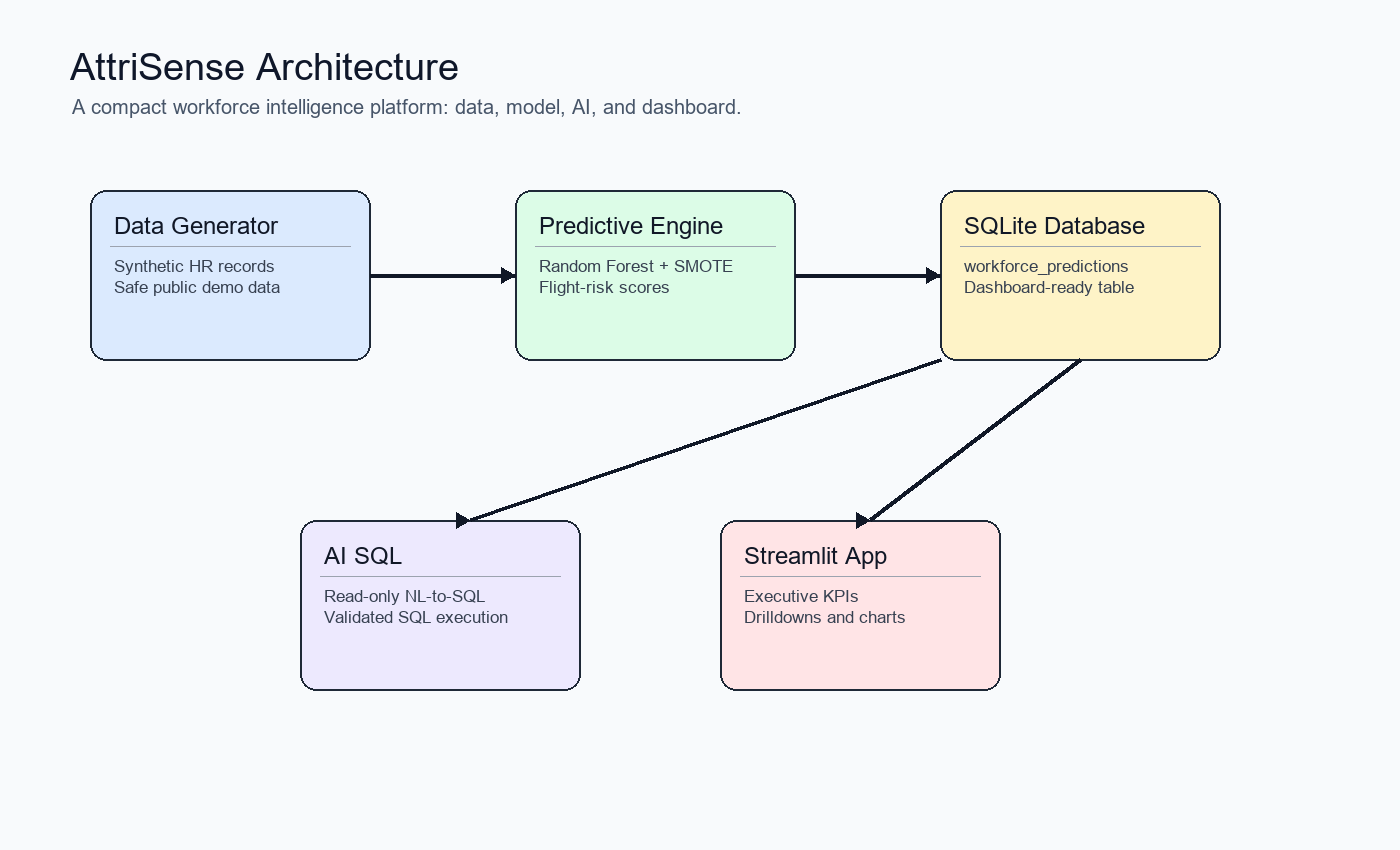 AttriSense Architecture
A compact workforce intelligence platform: data, model, AI, and dashboard.
Data Generator
Synthetic HR records
Safe public demo data
Predictive Engine
Random Forest + SMOTE
Flight-risk scores
SQLite Database
workforce_predictions
Dashboard-ready table
AI SQL
Read-only NL-to-SQL
Validated SQL execution
Streamlit App
Executive KPIs
Drilldowns and charts